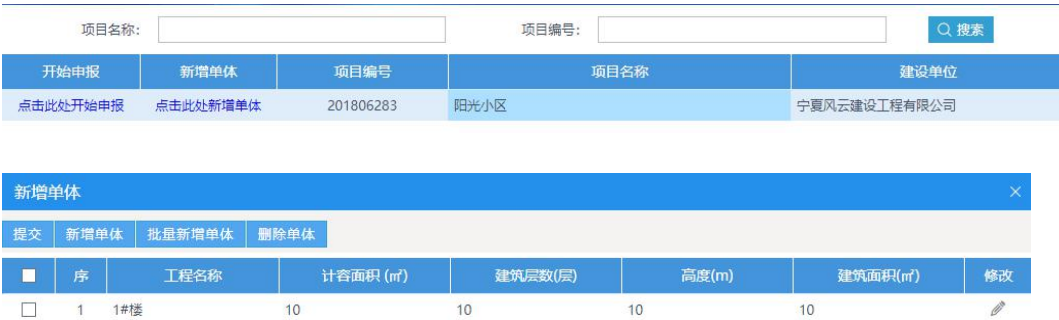 项目名称: 项目编号: 搜索
开始申报 新增单体 项目编号 项目名称 建设单位
点击此处开始申报 点击此处新增单体 201806283 阳光小区 宁夏风云建设工程有限公司
新增单体
提交 新增单体 批量新增单体 删除单体
序 工程名称 计容面积 (㎡) 建筑层数(层) 高度(m) 建筑面积(㎡) 修改
1 1#楼 10 10 10 10